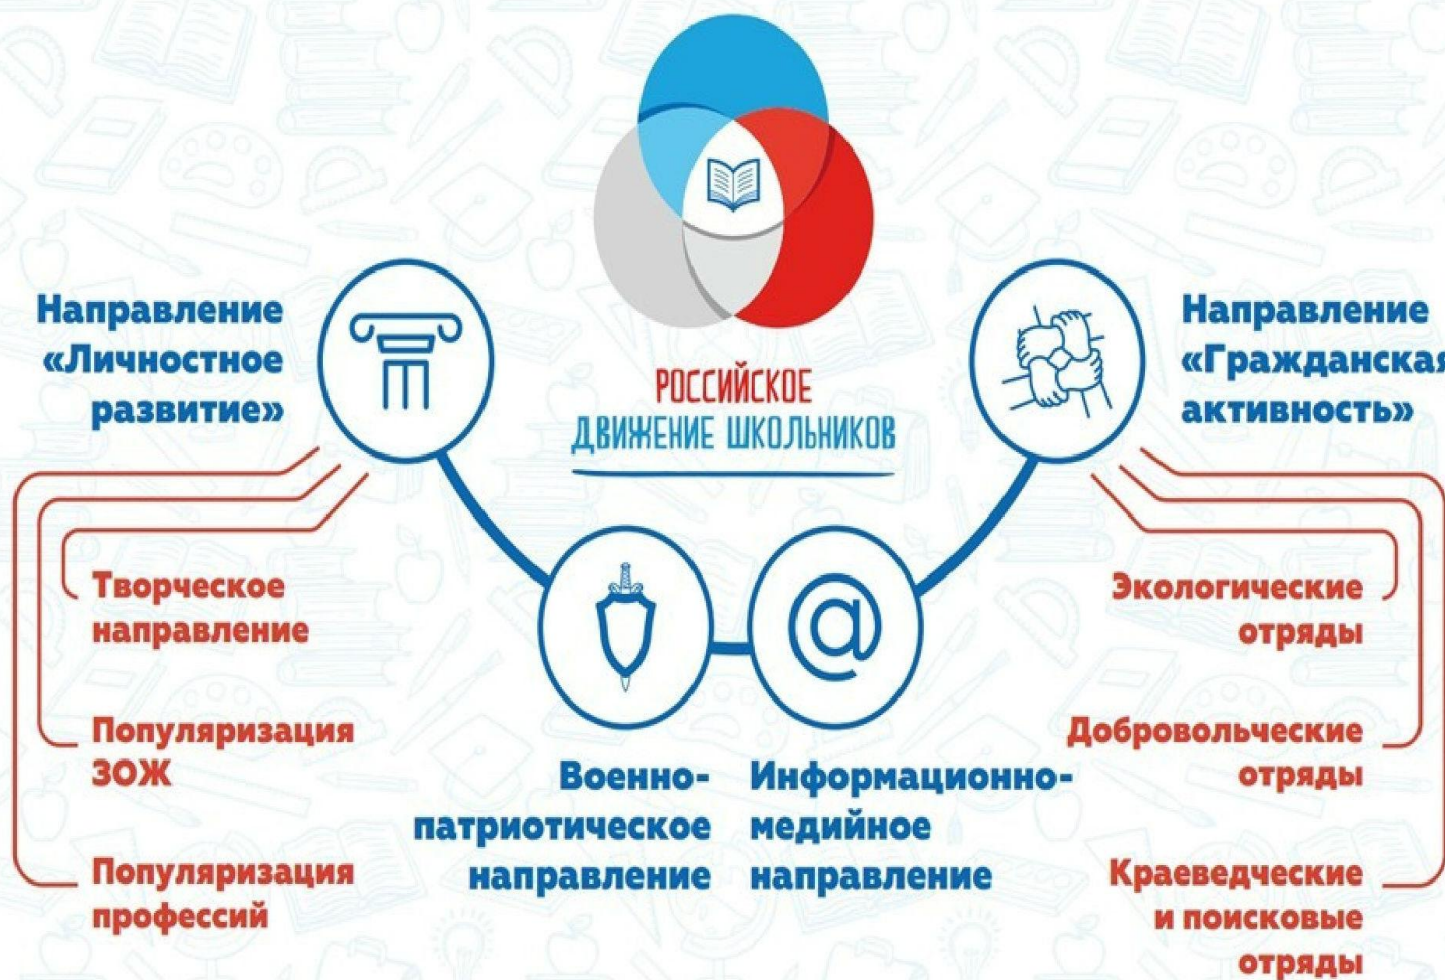 РОССИЙСКОЕ
ДВИЖЕНИЕ ШКОЛЬНИКОВ
Направление
«Личностное
развитие»
Творческое
направление
Популяризация
ЗОЖ
Популяризация
профессий
Военно-
патриотическое
направление
@
Информационно-
медийное
направление
Направление
«Гражданская
активность»
Экологические
отряды
Добровольческие
отряды
Краеведческие
и поисковые
отряды